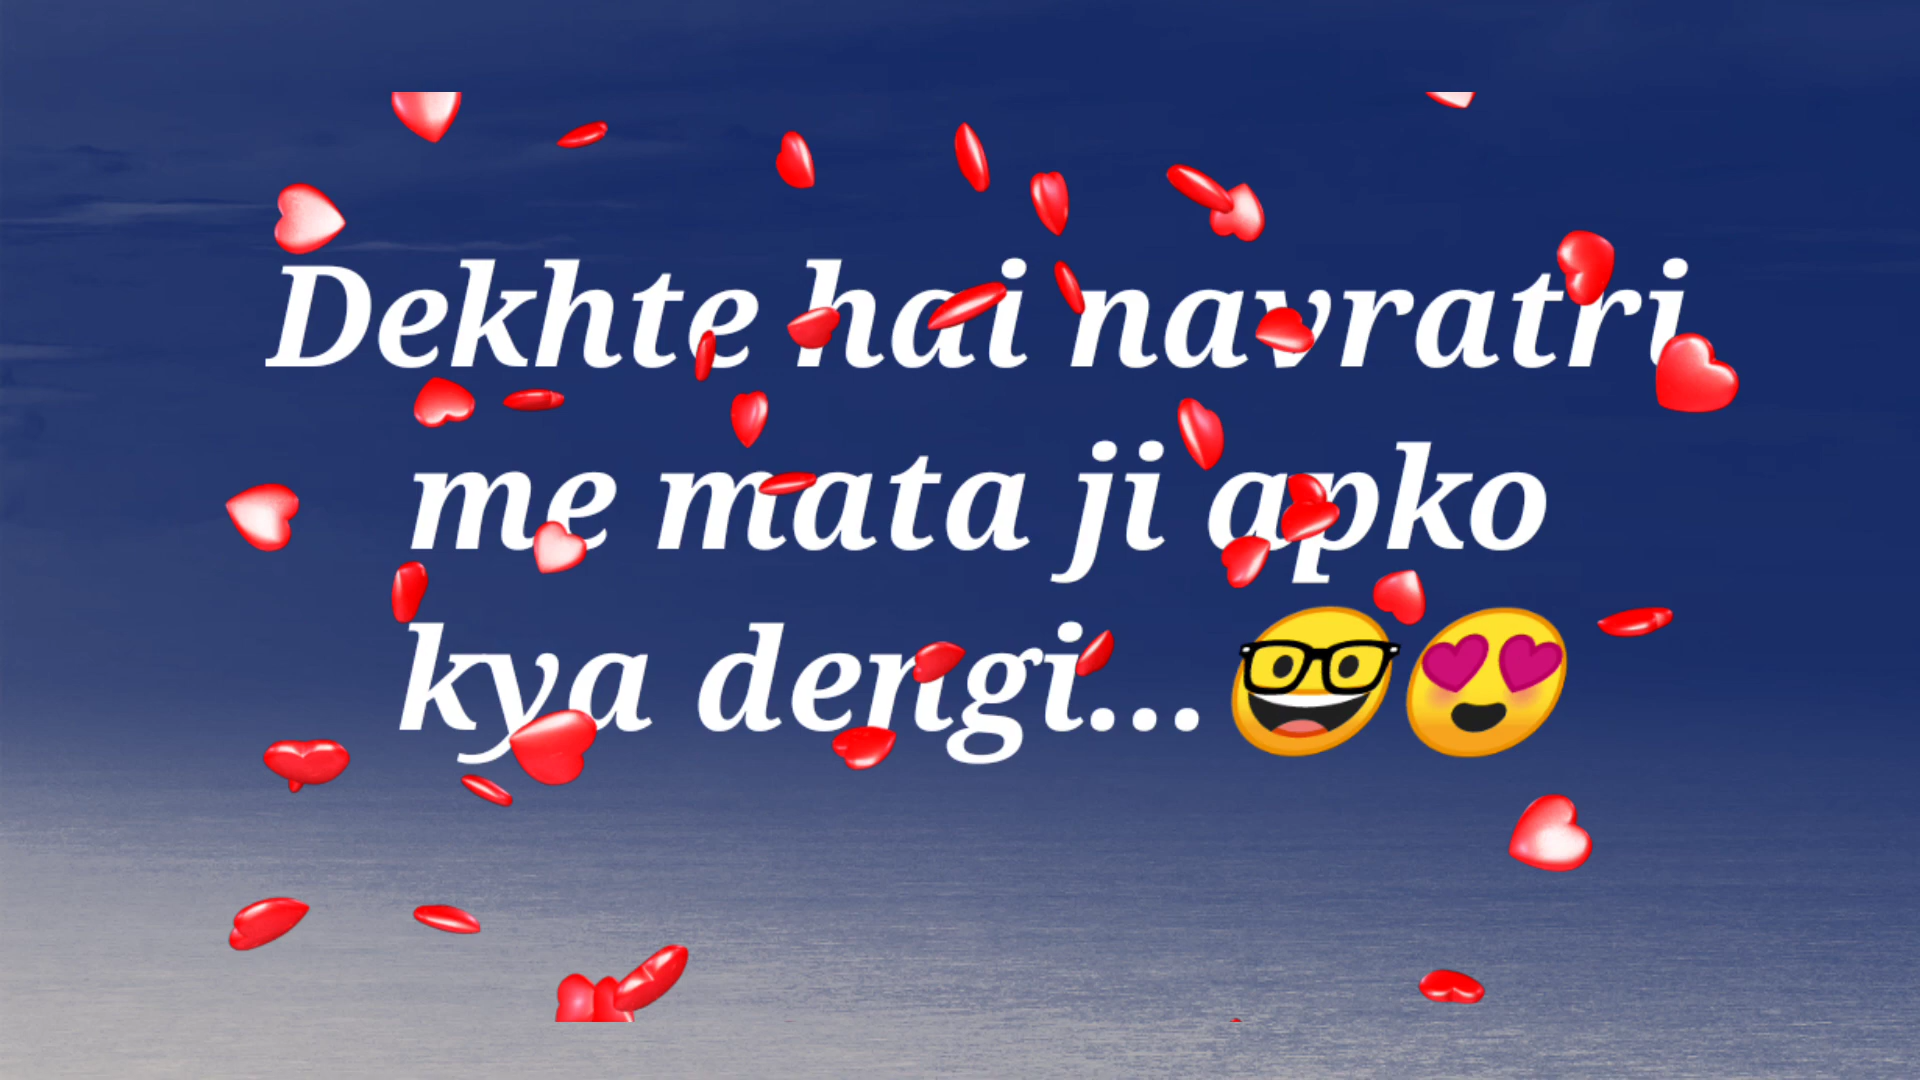 Dekhte hai navratri
me mata ji apko
kya dengi...🤓😍